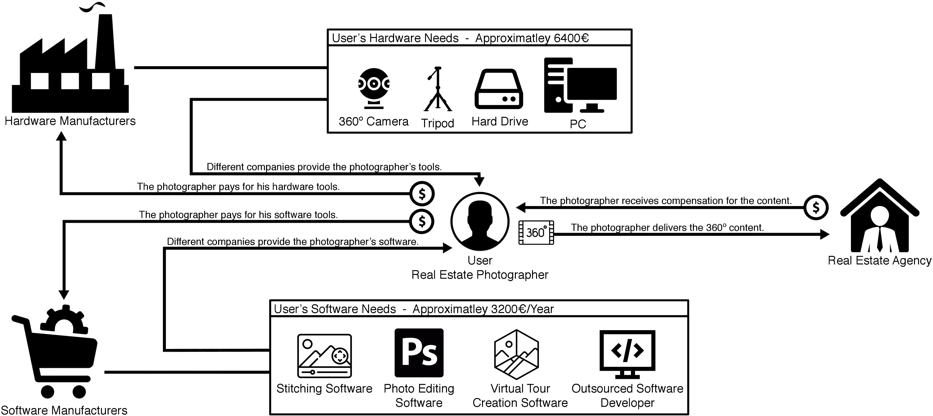 User's Hardware Needs - Approximatley 6400€
360º Camera
Tripod
Hard Drive
PC
Hardware Manufacturers
Different companies provide the photographer's tools.
The photographer pays for his hardware tools.
$
The photographer receives compensation for the content.
$
The photographer pays for his software tools.
$
360°
The photographer delivers the 360º content.
Different companies provide the photographer's software.
User
Real Estate Photographer
Real Estate Agency
User's Software Needs - Approximatley 3200€/Year
Ps
</>
Stitching Software
Photo Editing
Software
Virtual Tour
Creation Software
Outsourced Software
Developer
Software Manufacturers